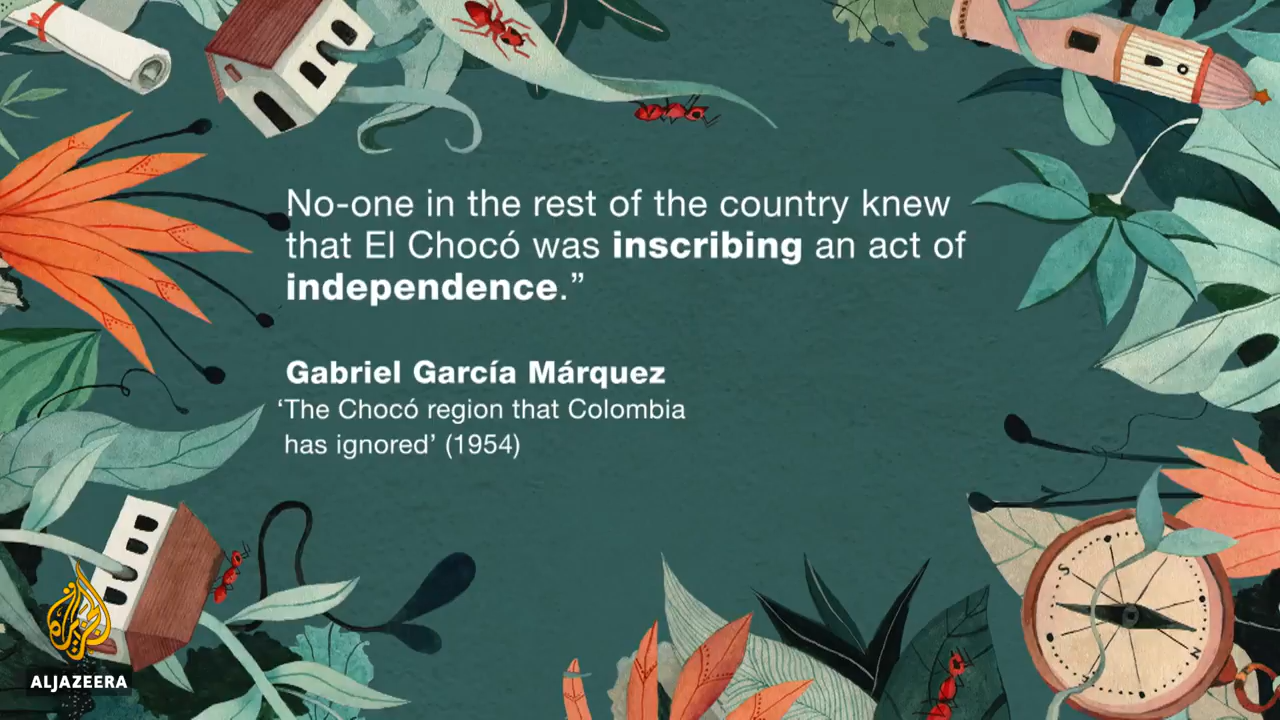 No-one in the rest of the country knew
that El Chocó was inscribing an act of
independence.”
Gabriel García Márquez
‘The Chocó region that Colombia
has ignored’ (1954)
S
N
ALJAZEERA